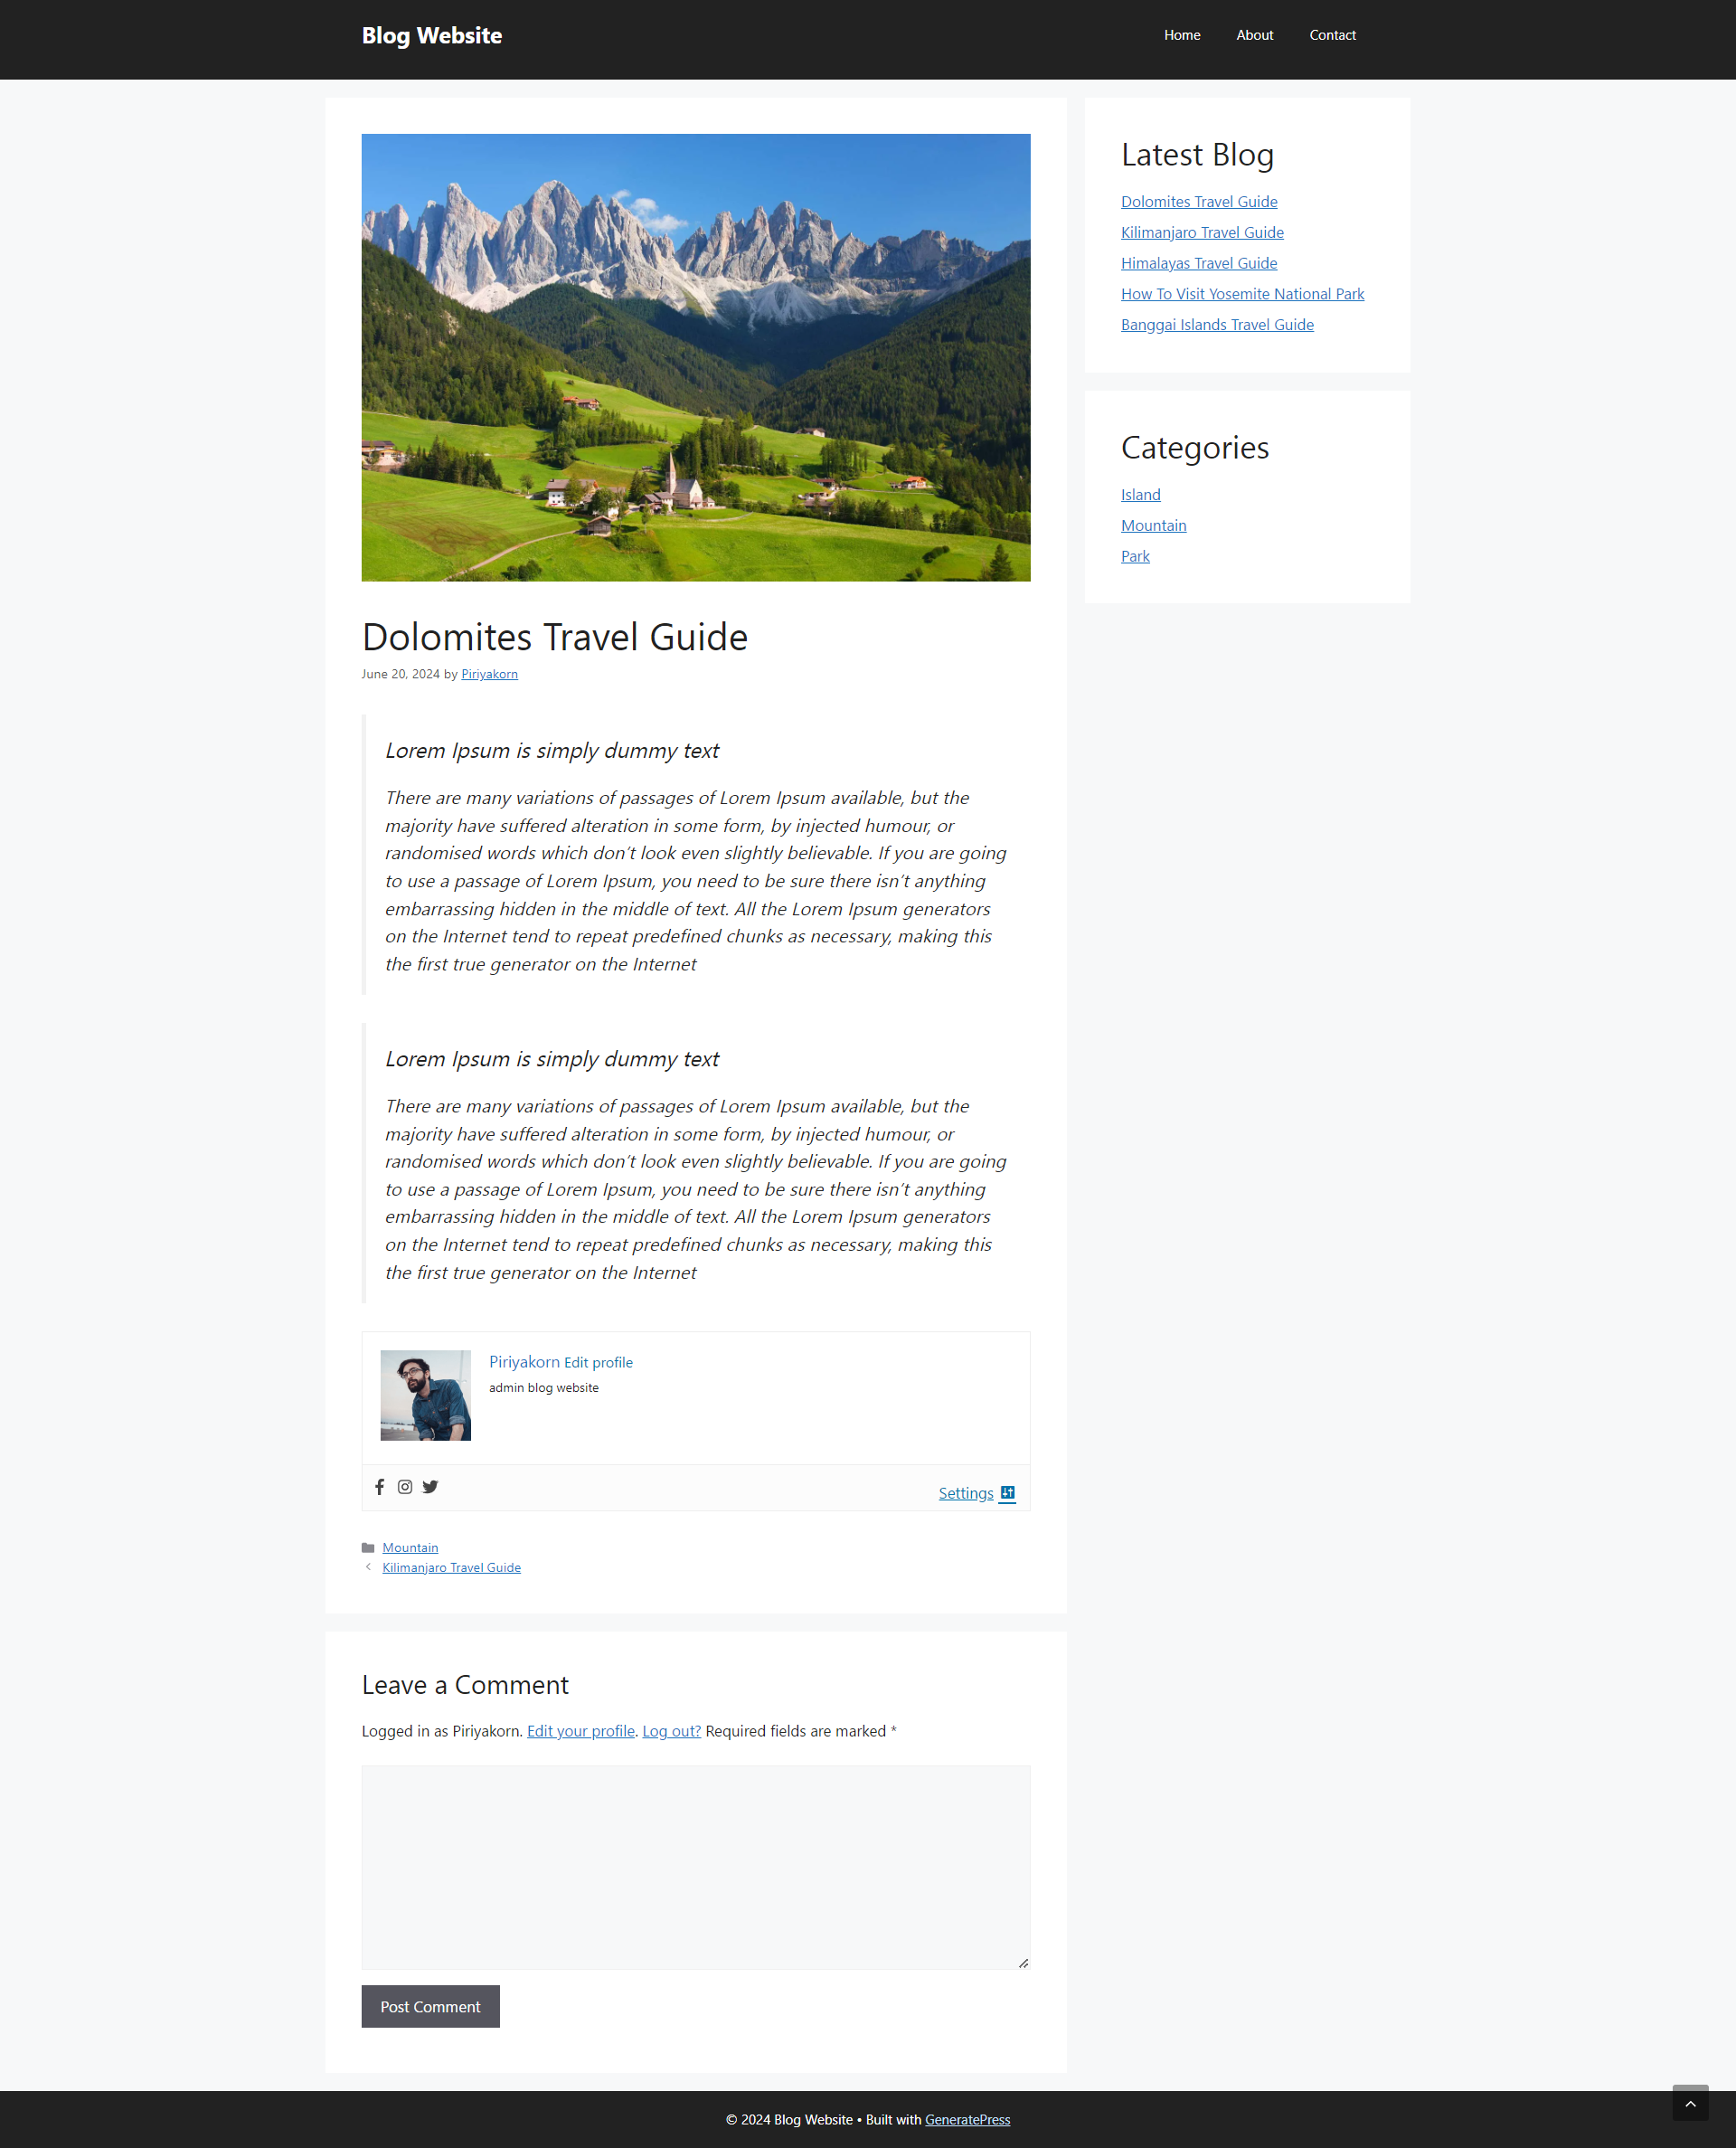 Blog Website
Home About Contact
Dolomites Travel Guide
June 20, 2024 by Piriyakorn
Lorem Ipsum is simply dummy text
There are many variations of passages of Lorem Ipsum available, but the
majority have suffered alteration in some form, by injected humour, or
randomised words which don’t look even slightly believable. If you are going
to use a passage of Lorem Ipsum, you need to be sure there isn’t anything
embarrassing hidden in the middle of text. All the Lorem Ipsum generators
on the Internet tend to repeat predefined chunks as necessary, making this
the first true generator on the Internet
Lorem Ipsum is simply dummy text
There are many variations of passages of Lorem Ipsum available, but the
majority have suffered alteration in some form, by injected humour, or
randomised words which don’t look even slightly believable. If you are going
to use a passage of Lorem Ipsum, you need to be sure there isn’t anything
embarrassing hidden in the middle of text. All the Lorem Ipsum generators
on the Internet tend to repeat predefined chunks as necessary, making this
the first true generator on the Internet
Piriyakorn Edit profile
admin blog website
Settings
Mountain
Kilimanjaro Travel Guide
Leave a Comment
Logged in as Piriyakorn. Edit your profile. Log out? Required fields are marked *
Post Comment
Latest Blog
Dolomites Travel Guide
Kilimanjaro Travel Guide
Himalayas Travel Guide
How To Visit Yosemite National Park
Banggai Islands Travel Guide
Categories
Island
Mountain
Park
© 2024 Blog Website • Built with GeneratePress